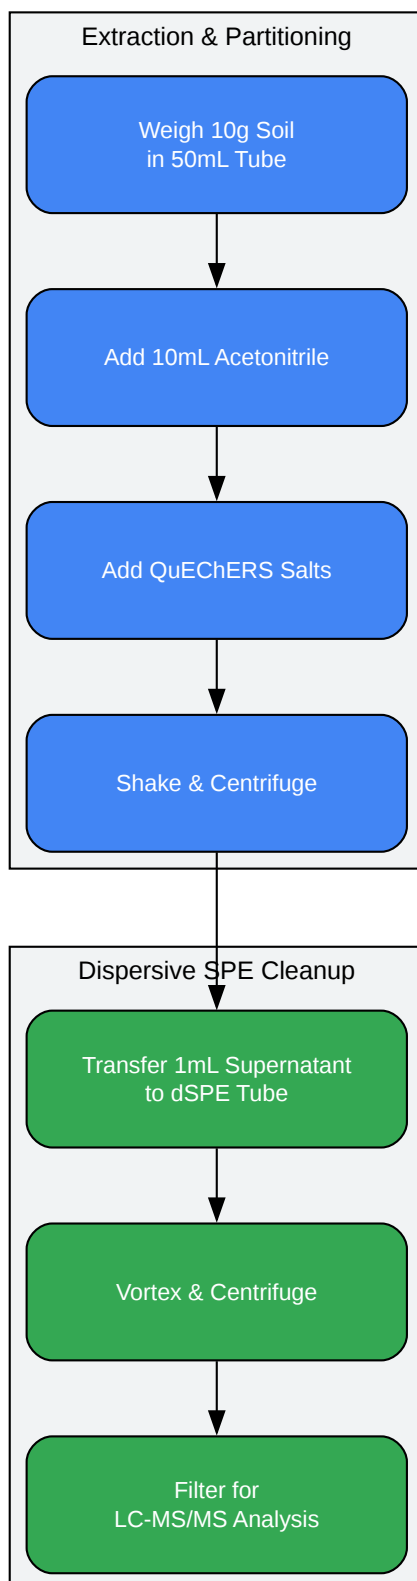 Extraction & Partitioning
Weigh 10g Soil
in 50mL Tube
Add 10mL Acetonitrile
Add QuEChERS Salts
Shake & Centrifuge
Dispersive SPE Cleanup
Transfer 1mL Supernatant
to dSPE Tube
Vortex & Centrifuge
Filter for
LC-MS/MS Analysis